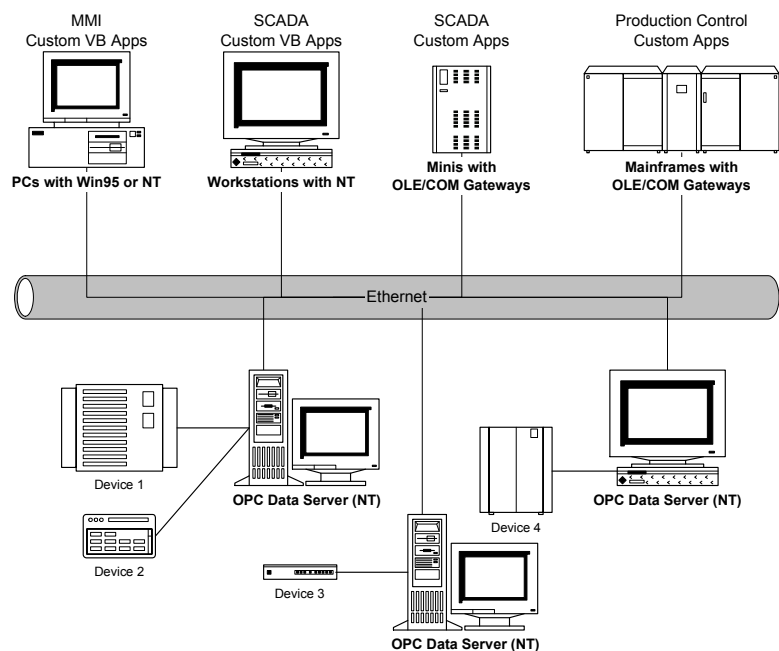 MMI
Custom VB Apps
SCADA
Custom VB Apps
SCADA
Custom Apps
Production Control
Custom Apps
PCs with Win95 or NT
Workstations with NT
Minis with
OLE/COM Gateways
Mainframes with
OLE/COM Gateways
Ethernet
Device 1
OPC Data Server (NT)
Device 2
Device 4
OPC Data Server (NT)
Device 3
OPC Data Server (NT)